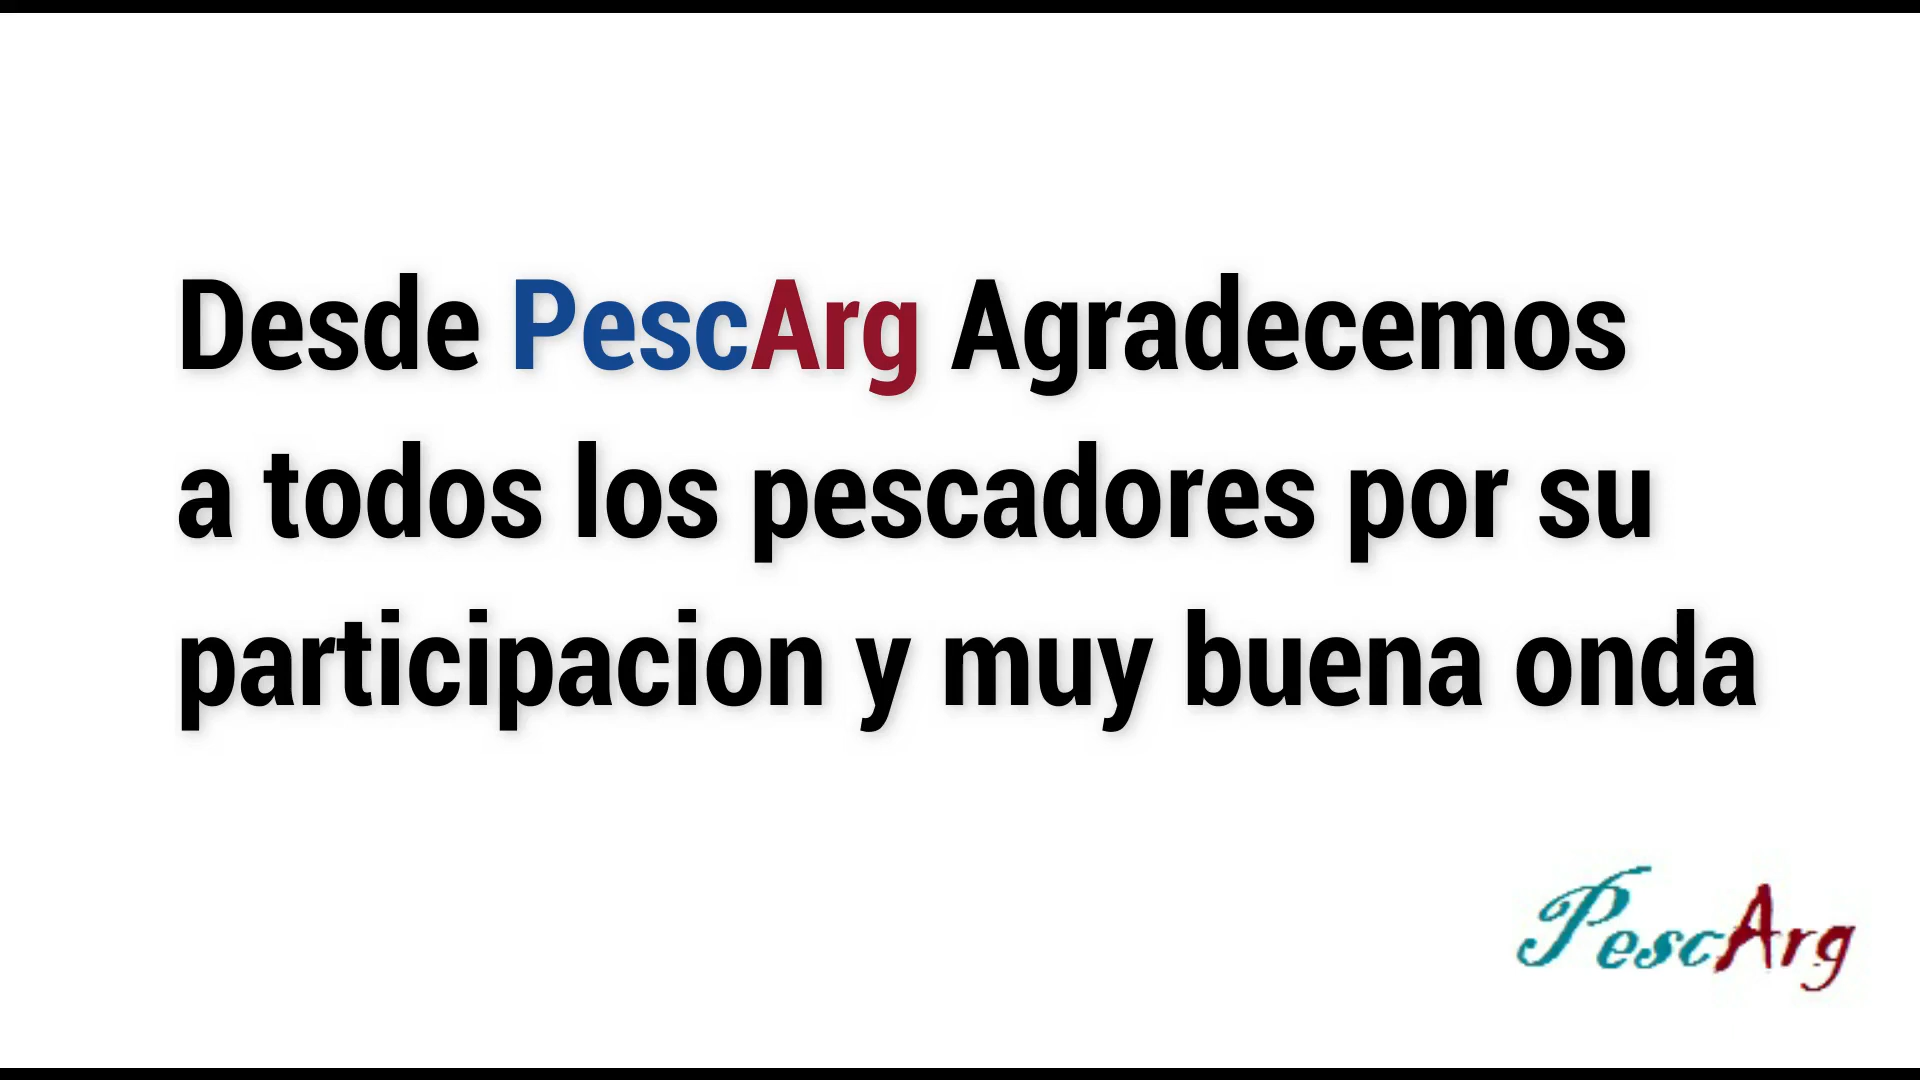 Desde PescArg Agradecemos
a todos los pescadores por su
participacion y muy buena onda
PescArg